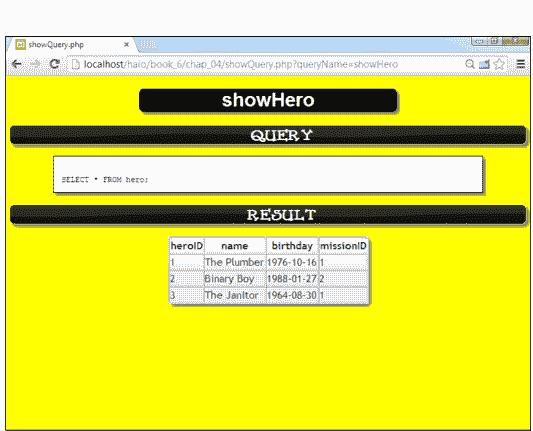 showQuery.php
localhost/haio/book_6/chap_04/showQuery.php?queryName=showHero
showHero
QUERY
SELECT * FROM hero;
RESULT
heroID name birthday missionID
1 The Plumber 1976-10-16 1
2 Binary Boy 1988-01-27 2
3 The Janitor 1964-08-30 1